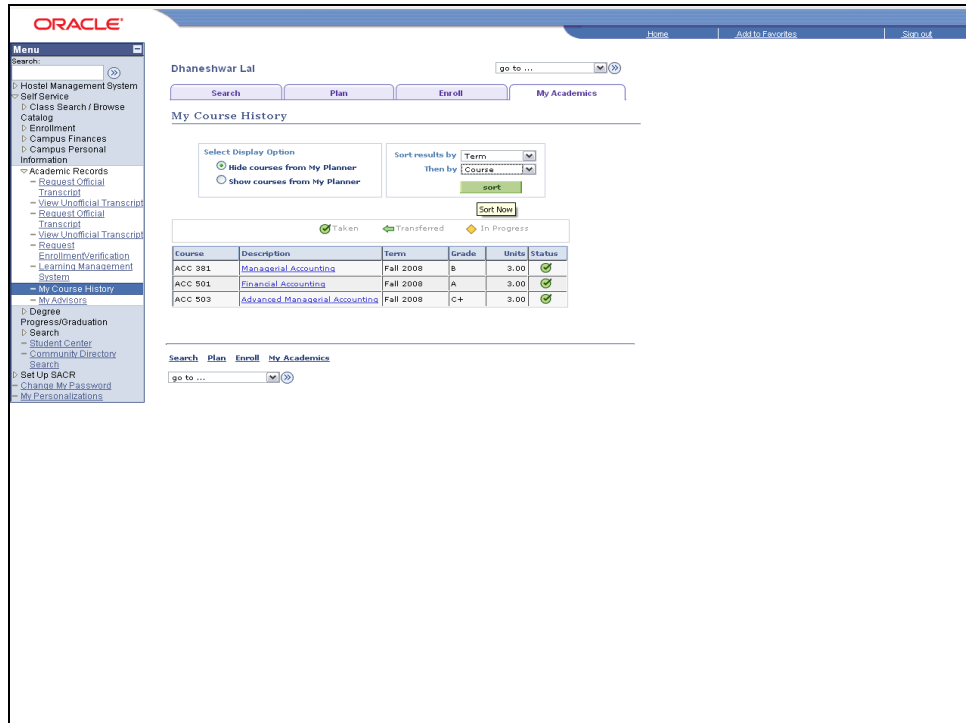 ORACLE
Home Add to Favorites Sign out
Menu
Search:
Hostel Management System
Self Service
Class Search / Browse
Catalog
Enrollment
Campus Finances
Campus Personal
Information
Academic Records
Request Official
Transcript
View Unofficial Transcript
Request Official
Transcript
View Unofficial Transcript
Request
EnrollmentVerification
Learning Management
System
My Course History
My Advisors
Degree
Progress/Graduation
Search
Student Center
Community Directory
Search
Set Up SACR
Change My Password
My Personalizations
Dhaneshwar Lal go to ...
Search Plan Enroll My Academics
My Course History
Select Display Option
Hide courses from My Planner
Show courses from My Planner
Sort results by Term
Then by Course
sort
Sort Now
Taken Transferred In Progress
Course Description Term Grade Units Status
ACC 381 Managerial Accounting Fall 2008 B 3.00
ACC 501 Financial Accounting Fall 2008 A 3.00
ACC 503 Advanced Managerial Accounting Fall 2008 C+ 3.00
Search Plan Enroll My Academics
go to ...